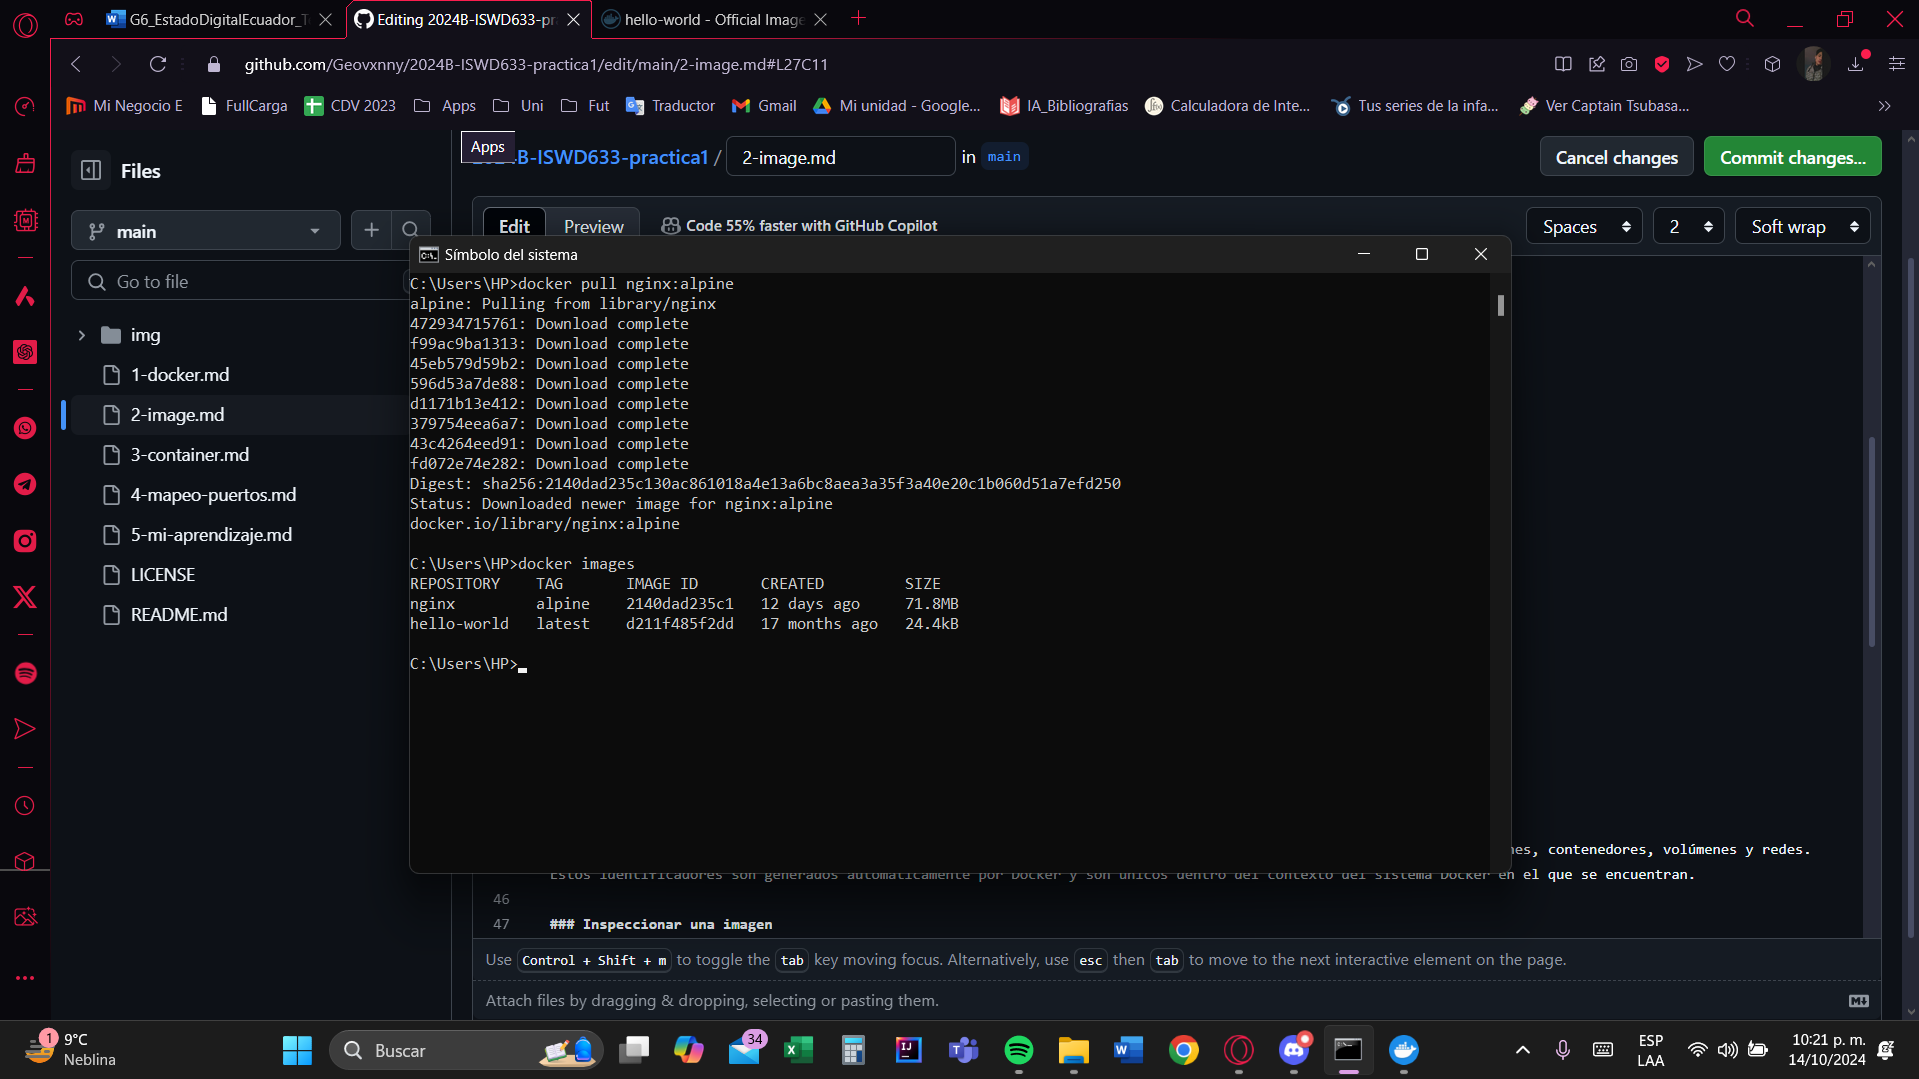 G6_EstadoDigitalEcuador_T
Editing 2024B-ISWD633-pr
hello-world - Official Image
github.com/Geovxnny/2024B-ISWD633-practica1/edit/main/2-image.md#L27C11
Mi Negocio E
FullCarga
CDV 2023
Apps
Uni
Fut
Traductor
Gmail
Mi unidad - Google...
IA_Bibliografias
Calculadora de Inte...
Tus series de la infa...
Ver Captain Tsubasa...
Files
Apps
B-ISWD633-practica1 /
2-image.md
in
main
Cancel changes
Commit changes...
main
Edit
Preview
Code 55% faster with GitHub Copilot
Spaces
2
Soft wrap
Go to file
img
1-docker.md
2-image.md
3-container.md
4-mapeo-puertos.md
5-mi-aprendizaje.md
LICENSE
README.md
Símbolo del sistema
C:\Users\HP>docker pull nginx:alpine
alpine: Pulling from library/nginx
472934715761: Download complete
f99ac9ba1313: Download complete
45eb579d59b2: Download complete
596d53a7de88: Download complete
d1171b13e412: Download complete
379754eea6a7: Download complete
43c4264eed91: Download complete
fd072e74e282: Download complete
Digest: sha256:2140dad235c130ac861018a4e13a6bc8aea3a35f3a40e20c1b060d51a7efd250
Status: Downloaded newer image for nginx:alpine
docker.io/library/nginx:alpine
C:\Users\HP>docker images
REPOSITORY TAG IMAGE ID CREATED SIZE
nginx alpine 2140dad235c1 12 days ago 71.8MB
hello-world latest d211f485f2dd 17 months ago 24.4kB
C:\Users\HP>
nes, contenedores, volúmenes y redes.
Estos identificadores son generados automáticamente por Docker y son únicos dentro del contexto del sistema Docker en el que se encuentran.
46
47 ### Inspeccionar una imagen
Use Control + Shift + m to toggle the tab key moving focus. Alternatively, use esc then tab to move to the next interactive element on the page.
Attach files by dragging & dropping, selecting or pasting them.
1
9°C
Neblina
Buscar
34
ESP
LAA
10:21 p. m.
14/10/2024